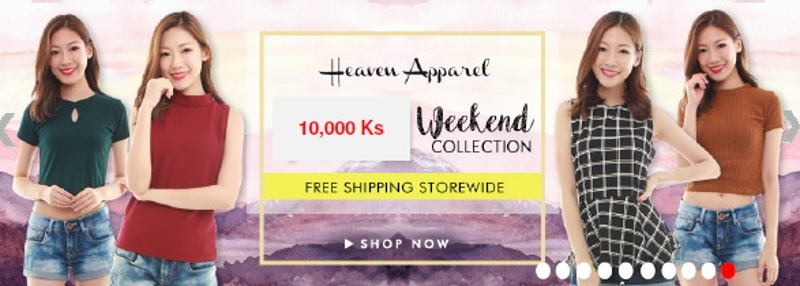 Heaven Apparel
10,000 Ks
Weekend
COLLECTION
FREE SHIPPING STOREWIDE
SHOP NOW